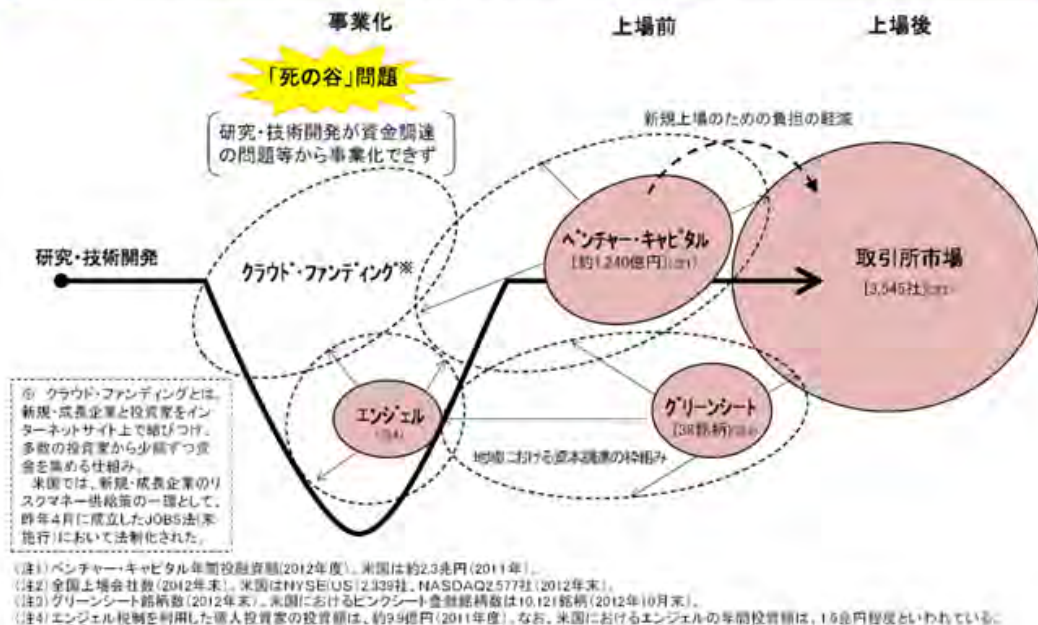 事業化
上場前
上場後
「死の谷」問題
研究・技術開発が資金調達
の問題等から事業化できず
新規上場のための負担の軽減
研究・技術開発
クラウド・ファンディング※
ベンチャー・キャピタル
[約1,240億円](注1)
取引所市場
[3,545社](注2)
エンジェル
(注4)
グリーンシート
[38銘柄](注3)
地域における資本調達の枠組み
※ クラウド・ファンディングとは、
新規・成長企業と投資家をイン
ターネットサイト上で結びつけ、
多数の投資家から少額ずつ資
金を集める仕組み。
米国では、新規・成長企業のリ
スクマネー供給策の一環として、
昨年4月に成立したJOBS法(未
施行)において法制化された。
(注1)ベンチャー・キャピタル年間投融資額(2012年度)。米国は約2.3兆円(2011年)。
(注2)全国上場会社数(2012年末)。米国はNYSE(US)2,339社、NASDAQ2,577社(2012年末)。
(注3)グリーンシート銘柄数(2012年末)。米国におけるピンクシート登録銘柄数は10,121銘柄(2012年10月末)。
(注4)エンジェル税制を利用した個人投資家の投資額は、約9.9億円(2011年度)。なお、米国におけるエンジェルの年間投資額は、